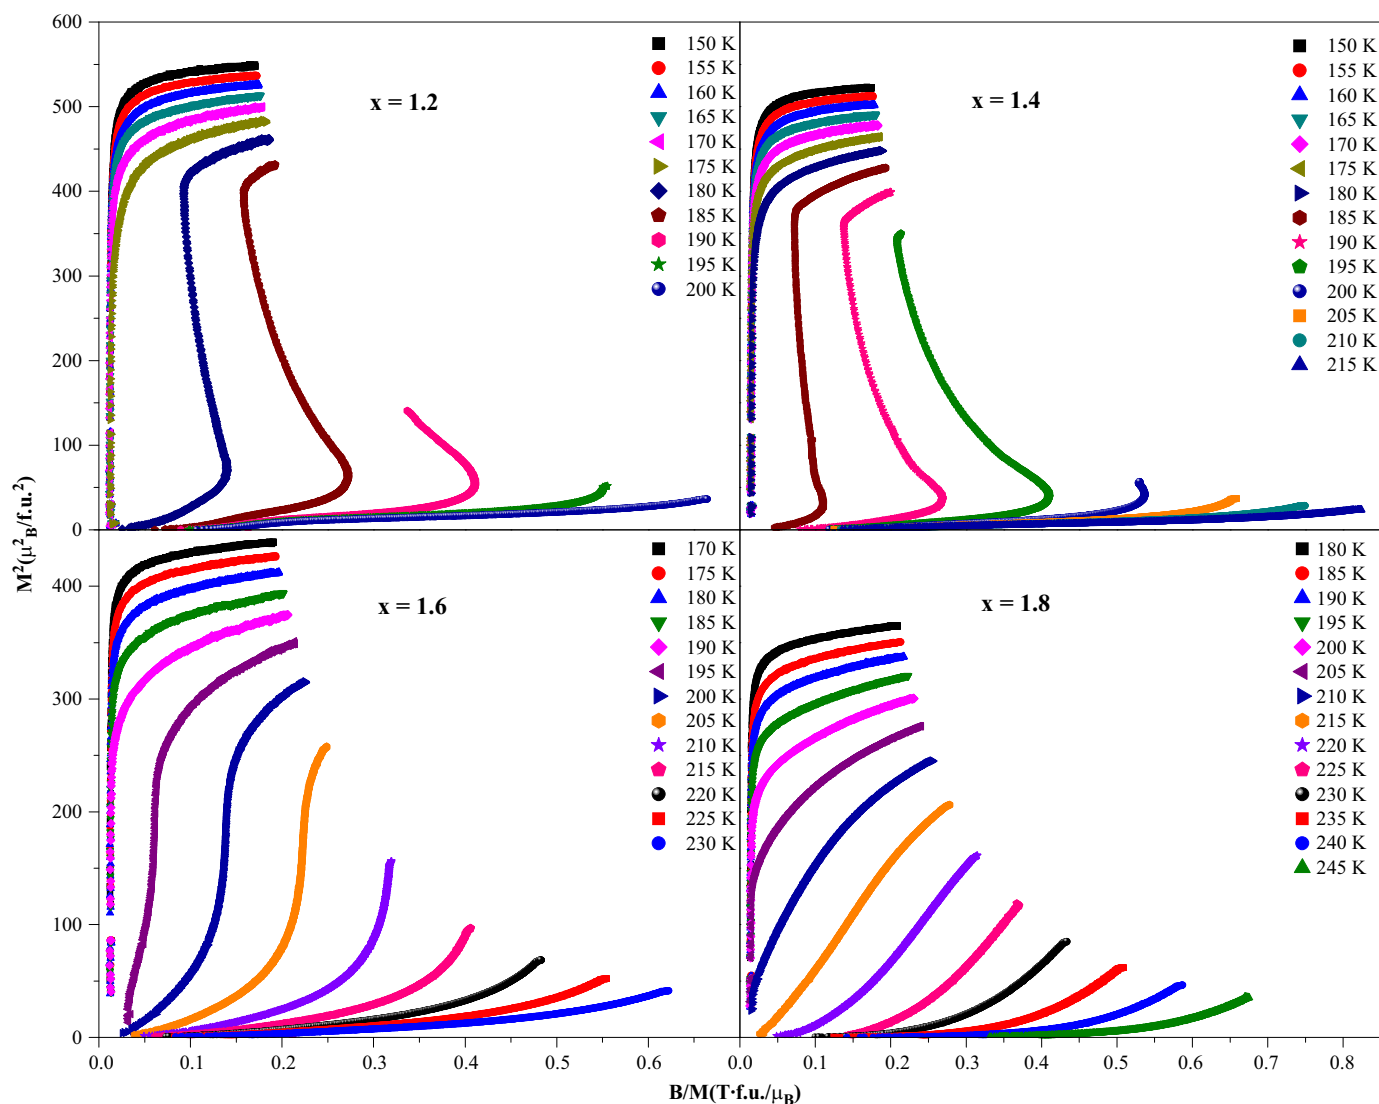 600
500
400
300
200
100
0
x = 1.2
150 K
155 K
160 K
165 K
170 K
175 K
180 K
185 K
190 K
195 K
200 K
x = 1.4
150 K
155 K
160 K
165 K
170 K
175 K
180 K
185 K
190 K
195 K
200 K
205 K
210 K
215 K
M²(μ²_B/f.u.²)
400
300
200
100
0
x = 1.6
170 K
175 K
180 K
185 K
190 K
195 K
200 K
205 K
210 K
215 K
220 K
225 K
230 K
x = 1.8
180 K
185 K
190 K
195 K
200 K
205 K
210 K
215 K
220 K
225 K
230 K
235 K
240 K
245 K
0.0 0.1 0.2 0.3 0.4 0.5 0.6
0.0 0.1 0.2 0.3 0.4 0.5 0.6 0.7 0.8
B/M(T·f.u./μ_B)